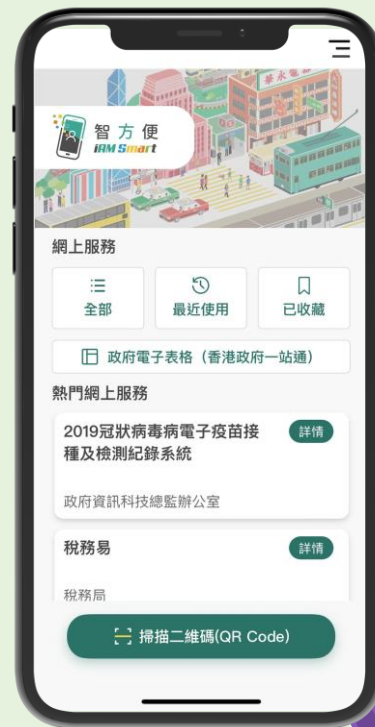 智方便
iAM Smart
網上服務
全部
最近使用
已收藏
政府電子表格（香港政府一站通）
熱門網上服務
2019冠狀病毒病電子疫苗接
種及檢測紀錄系統
詳情
政府資訊科技總監辦公室
稅務易
詳情
稅務局
掃描二維碼(QR Code)